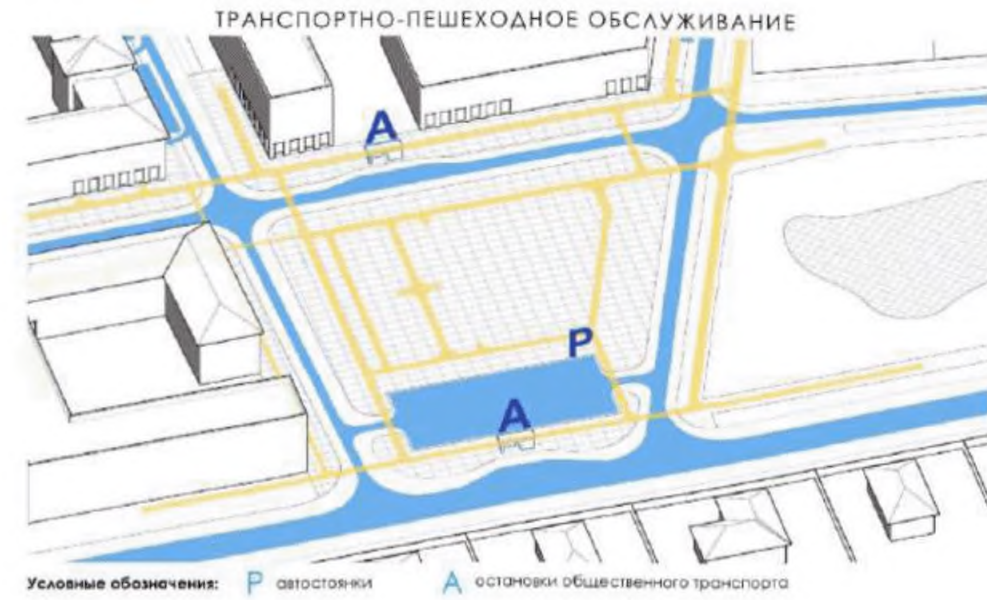 ТРАНСПОРТНО-ПЕШЕХОДНОЕ ОБСЛУЖИВАНИЕ
А
Р
А
Условные обозначения: Р автостоянки А остановки общественного транспорта